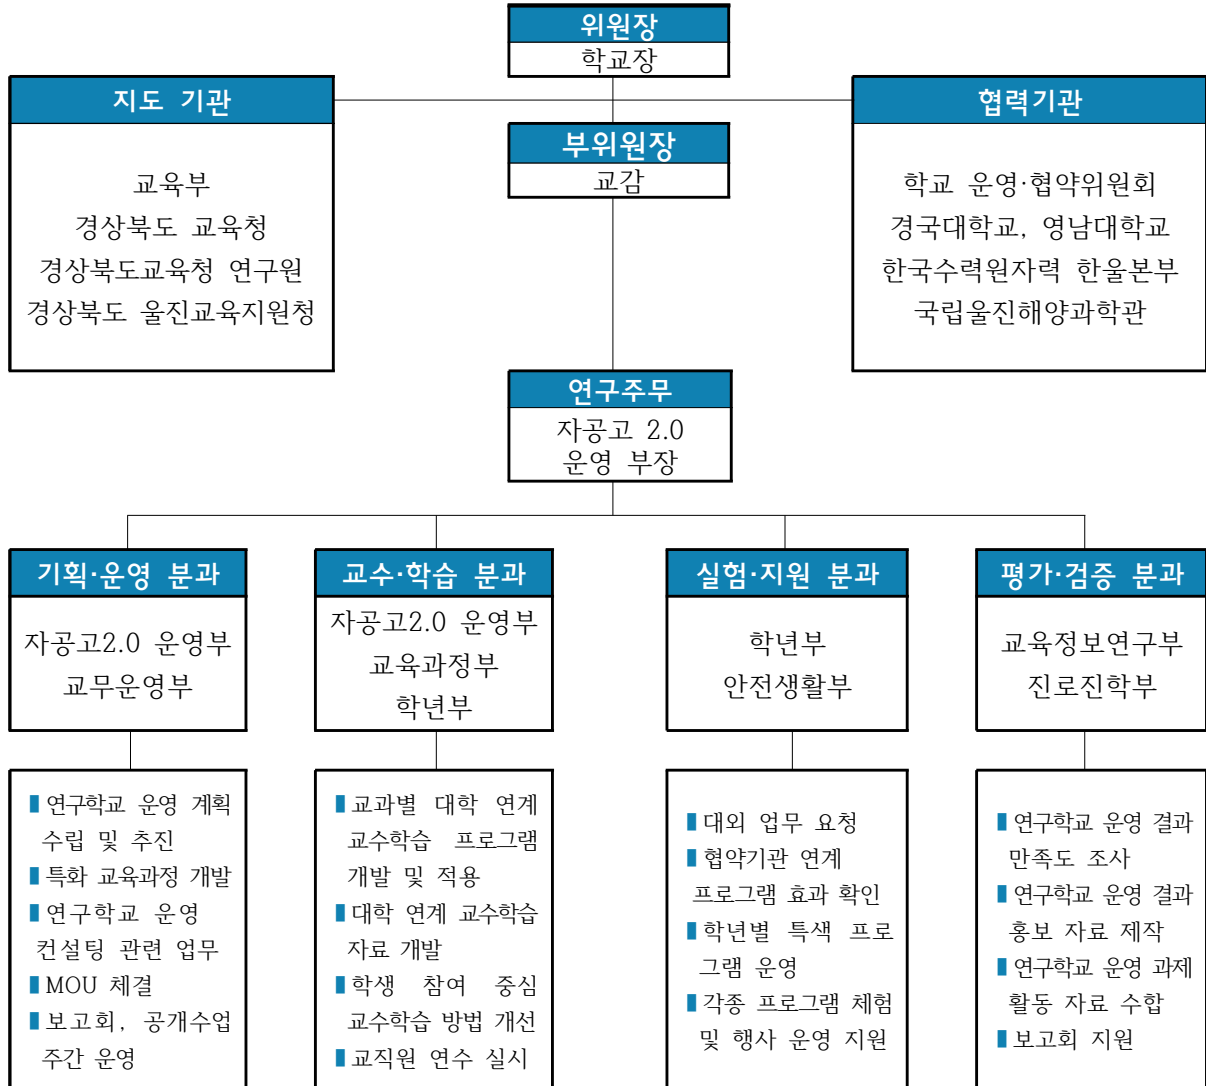 위원장
학교장
지도 기관
교육부
경상북도 교육청
경상북도교육청 연구원
경상북도 울진교육지원청
협력기관
학교 운영·협약위원회
경국대학교, 영남대학교
한국수력원자력 한울본부
국립울진해양과학관
부위원장
교감
연구주무
자공고 2.0
운영 부장
기획·운영 분과
자공고2.0 운영부
교무운영부
연구학교 운영 계획
수립 및 추진
특화 교육과정 개발
연구학교 운영
컨설팅 관련 업무
MOU 체결
보고회, 공개수업
주간 운영
교수·학습 분과
자공고2.0 운영부
교육과정부
학년부
교과별 대학 연계
교수학습 프로그램
개발 및 적용
대학 연계 교수학습
자료 개발
학생 참여 중심
교수학습 방법 개선
교직원 연수 실시
실험·지원 분과
학년부
안전생활부
대외 업무 요청
협약기관 연계
프로그램 효과 확인
학년별 특색 프로
그램 운영
각종 프로그램 체험
및 행사 운영 지원
평가·검증 분과
교육정보연구부
진로진학부
연구학교 운영 결과
만족도 조사
연구학교 운영 결과
홍보 자료 제작
연구학교 운영 과제
활동 자료 수합
보고회 지원